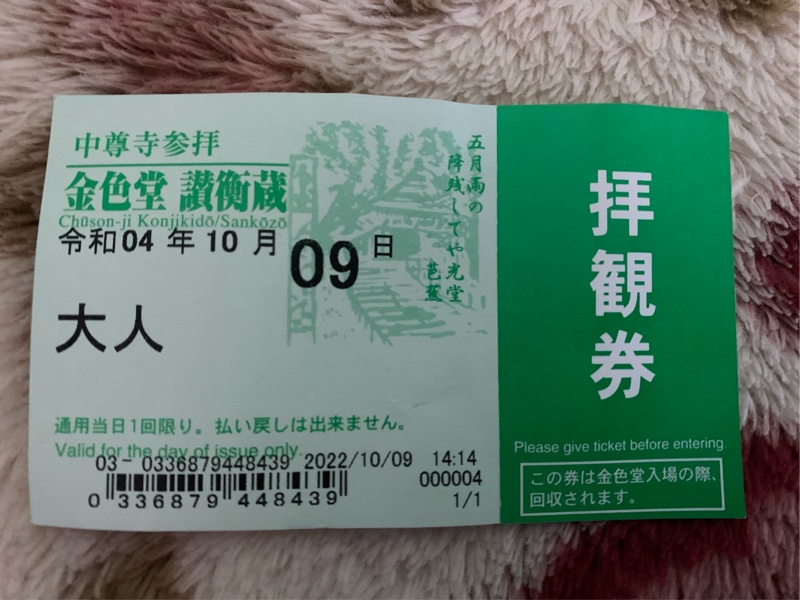 中尊寺参拝
金色堂 讃衡蔵
Chūson-ji Konjikidō/Sankōzō
令和04年10月09日
大人
五月雨の
降残してや光堂
芭蕉
通用当日1回限り。払い戻しは出来ません。
Valid for the day of issue only.
03- 0336879448439 2022/10/09 14:14
000004
0 336879 448439
1/1
拝観券
Please give ticket before entering.
この券は金色堂入場の際、
回収されます。